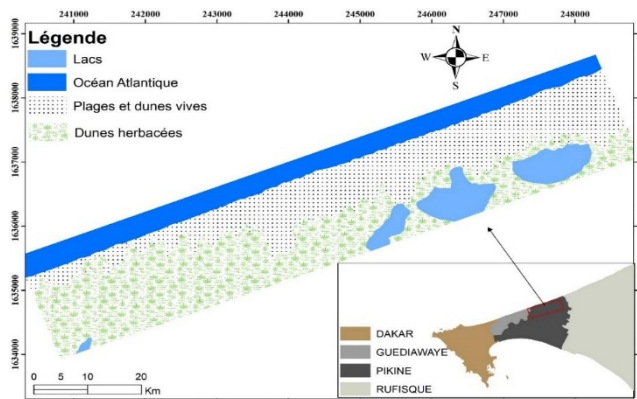 241000 242000 243000 244000 245000 246000 247000 248000
1639000
1638000
1637000
1636000
1635000
1634000
Légende
Lacs
Océan Atlantique
Plages et dunes vives
Dunes herbacées
N
W E
S
0 5 10 20
Km
DAKAR
GUEDIAWAYE
PIKINE
RUFISQUE